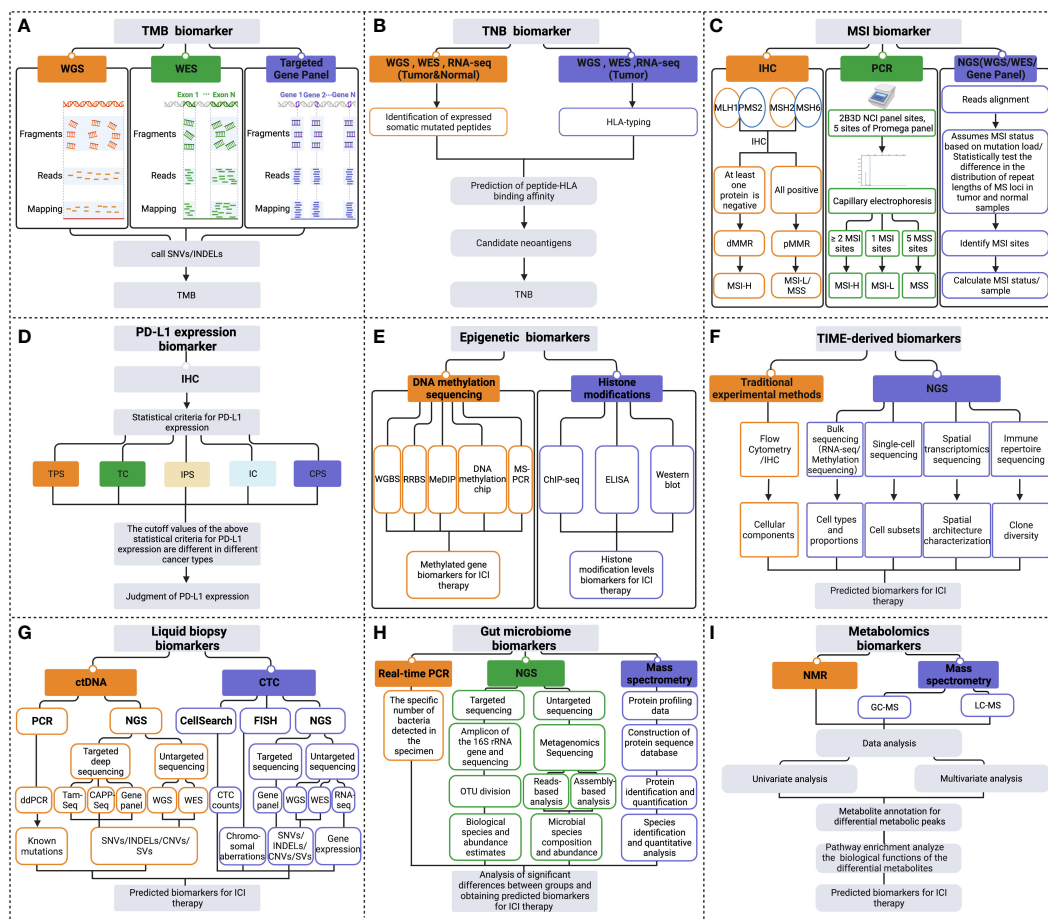 A
TMB biomarker
WGS
WES
Targeted
Gene Panel
Exon 1 ··· Exon N
Gene 1 Gene 2···Gene N
Fragments
Reads
Mapping
Fragments
Reads
Mapping
Fragments
Reads
Mapping
call SNVs/INDELs
TMB
B
TNB biomarker
WGS , WES, RNA-seq
(Tumor&Normal)
WGS , WES,RNA-seq
(Tumor)
Identification of expressed
somatic mutated peptides
HLA-typing
Prediction of peptide-HLA
binding affinity
Candidate neoantigens
TNB
C
MSI biomarker
IHC
PCR
NGS(WGS/WES/
Gene Panel)
MLH1
PMS2
MSH2
MSH6
IHC
At least
one protein is
negative
All positive
dMMR
pMMR
MSI-H
MSI-L/
MSS
2B3D NCI panel sites,
5 sites of Promega panel
Capillary electrophoresis
≥ 2 MSI
sites
1 MSI
sites
5 MSS
sites
MSI-H
MSI-L
MSS
Reads alignment
Assumes MSI status
based on mutation load/
Statistically test the
difference in the
distribution of repeat
lengths of MS loci in
tumor and normal
samples
Identify MSI sites
Calculate MSI status/
sample
D
PD-L1 expression
biomarker
IHC
Statistical criteria for PD-L1
expression
TPS
TC
IPS
IC
CPS
The cutoff values of the above
statistical criteria for PD-L1
expression are different in different
cancer types
Judgment of PD-L1 expression
E
Epigenetic biomarkers
DNA methylation
sequencing
Histone
modifications
WGBS
RRBS
MeDIP
DNA
methylation
chip
MS-
PCR
ChIP-seq
ELISA
Western
blot
Methylated gene
biomarkers for ICI
therapy
Histone
modification levels
biomarkers for ICI
therapy
F
TIME-derived biomarkers
Traditional
experimental methods
NGS
Flow
Cytometry
/IHC
Bulk
sequencing
(RNA-seq/
Methylation
sequencing)
Single-cell
sequencing
Spatial
transcriptomics
sequencing
Immune
repertoire
sequencing
Cellular
components
Cell types
and
proportions
Cell subsets
Spatial
architecture
characterization
Clone
diversity
Predicted biomarkers for ICI
therapy
G
Liquid biopsy
biomarkers
ctDNA
CTC
PCR
NGS
CellSearch
FISH
NGS
Targeted
deep
sequencing
Untargeted
sequencing
Targeted
sequencing
Untargeted
sequencing
ddPCR
Tam-
Seq
CAPP-
Seq
Gene
panel
WGS
WES
CTC
counts
Gene
panel
WGS
WES
RNA-
seq
Known
mutations
SNVs/INDELs/CNVs/
SVs
Chromo-
somal
aberrations
SNVs/
INDELs/
CNVs/SVs
Gene
expression
Predicted biomarkers for ICI
therapy
H
Gut microbiome
biomarkers
Real-time PCR
NGS
Mass
spectrometry
The specific
number of
bacteria
detected in
the
specimen
Targeted
sequencing
Untargeted
sequencing
Amplicon of
the 16S rRNA
gene and
sequencing
Metagenomics
Sequencing
Reads-based
analysis
Assembly-
based analysis
OTU division
Biological
species and
abundance
estimates
Microbial
species
composition and
abundance
Protein profiling
data
Construction of
protein sequence
database
Protein
identification and
quantification
Species
identification and
quantitative
analysis
Analysis of significant
differences between groups and
obtaining predicted biomarkers
for ICI therapy
I
Metabolomics
biomarkers
NMR
Mass
spectrometry
GC-MS
LC-MS
Data analysis
Univariate analysis
Multivariate analysis
Metabolite annotation for
differential metabolic peaks
Pathway enrichment analyze
the biological functions of the
differential metabolites
Predicted biomarkers for ICI
therapy